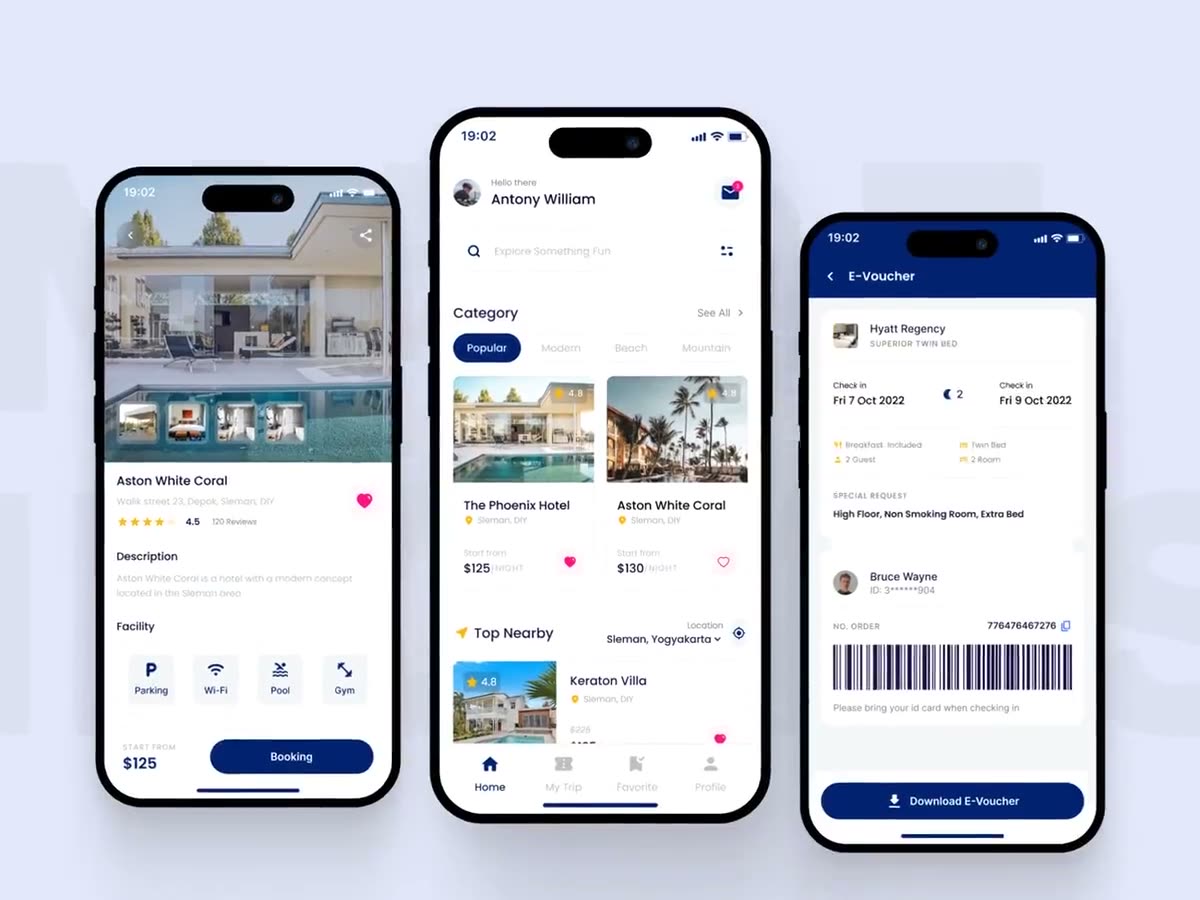 19:02
Aston White Coral
Walik street 23, Depok, Sleman, DIY
4.5 120 Reviews
Description
Aston White Coral is a hotel with a modern concept
located in the Sleman area
Facility
Parking Wi-Fi Pool Gym
START FROM
$125
Booking
19:02
Hello there
Antony William
Explore Something Fun
Category See All
Popular Modern Beach Mountain
4.8 4.8
The Phoenix Hotel Aston White Coral
Sleman, DIY Sleman, DIY
Start from Start from
$125/NIGHT $130/NIGHT
Top Nearby
Location
Sleman, Yogyakarta
4.8
Keraton Villa
Sleman, DIY
Home My Trip Favorite Profile
19:02
E-Voucher
Hyatt Regency
SUPERIOR TWIN BED
Check in Check in
Fri 7 Oct 2022 2 Fri 9 Oct 2022
Breakfast Included Twin Bed
2 Guest 2 Room
SPECIAL REQUEST
High Floor, Non Smoking Room, Extra Bed
Bruce Wayne
ID: 3******904
NO. ORDER 776476467276
Please bring your id card when checking in
Download E-Voucher